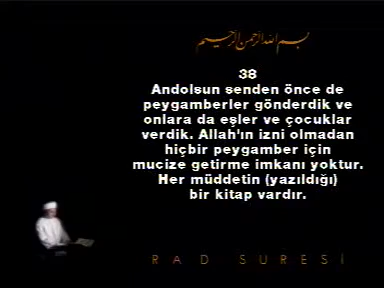 بسم الله الرحمن الرحيم
38
Andolsun senden önce de
peygamberler gönderdik ve
onlara da eşler ve çocuklar
verdik. Allah'ın izni olmadan
hiçbir peygamber için
mucize getirme imkanı yoktur.
Her müddetin (yazıldığı)
bir kitap vardır.
RAD SURESİ